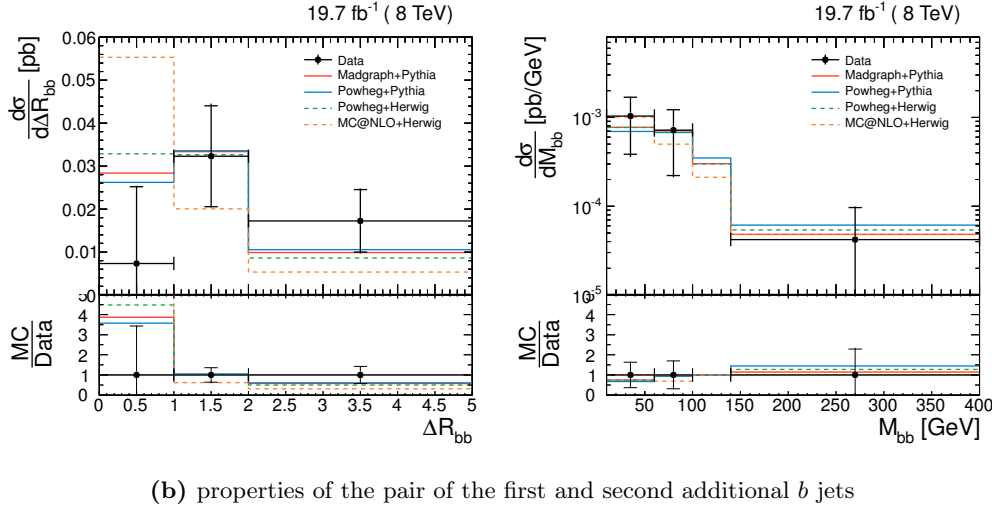 19.7 fb⁻¹ ( 8 TeV)
dσ/dΔR_bb [pb]
0.06
0.05
0.04
0.03
0.02
0.01
Data
Madgraph+Pythia
Powheg+Pythia
Powheg+Herwig
MC@NLO+Herwig
MC/Data
5 0
4
3
2
1
0
0 0.5 1 1.5 2 2.5 3 3.5 4 4.5 5
ΔR_bb
19.7 fb⁻¹ ( 8 TeV)
dσ/dM_bb [pb/GeV]
10⁻³
10⁻⁴
10⁻⁵
Data
Madgraph+Pythia
Powheg+Pythia
Powheg+Herwig
MC@NLO+Herwig
MC/Data
4
3
2
1
0
50 100 150 200 250 300 350 400
M_bb [GeV]
(b) properties of the pair of the first and second additional b jets